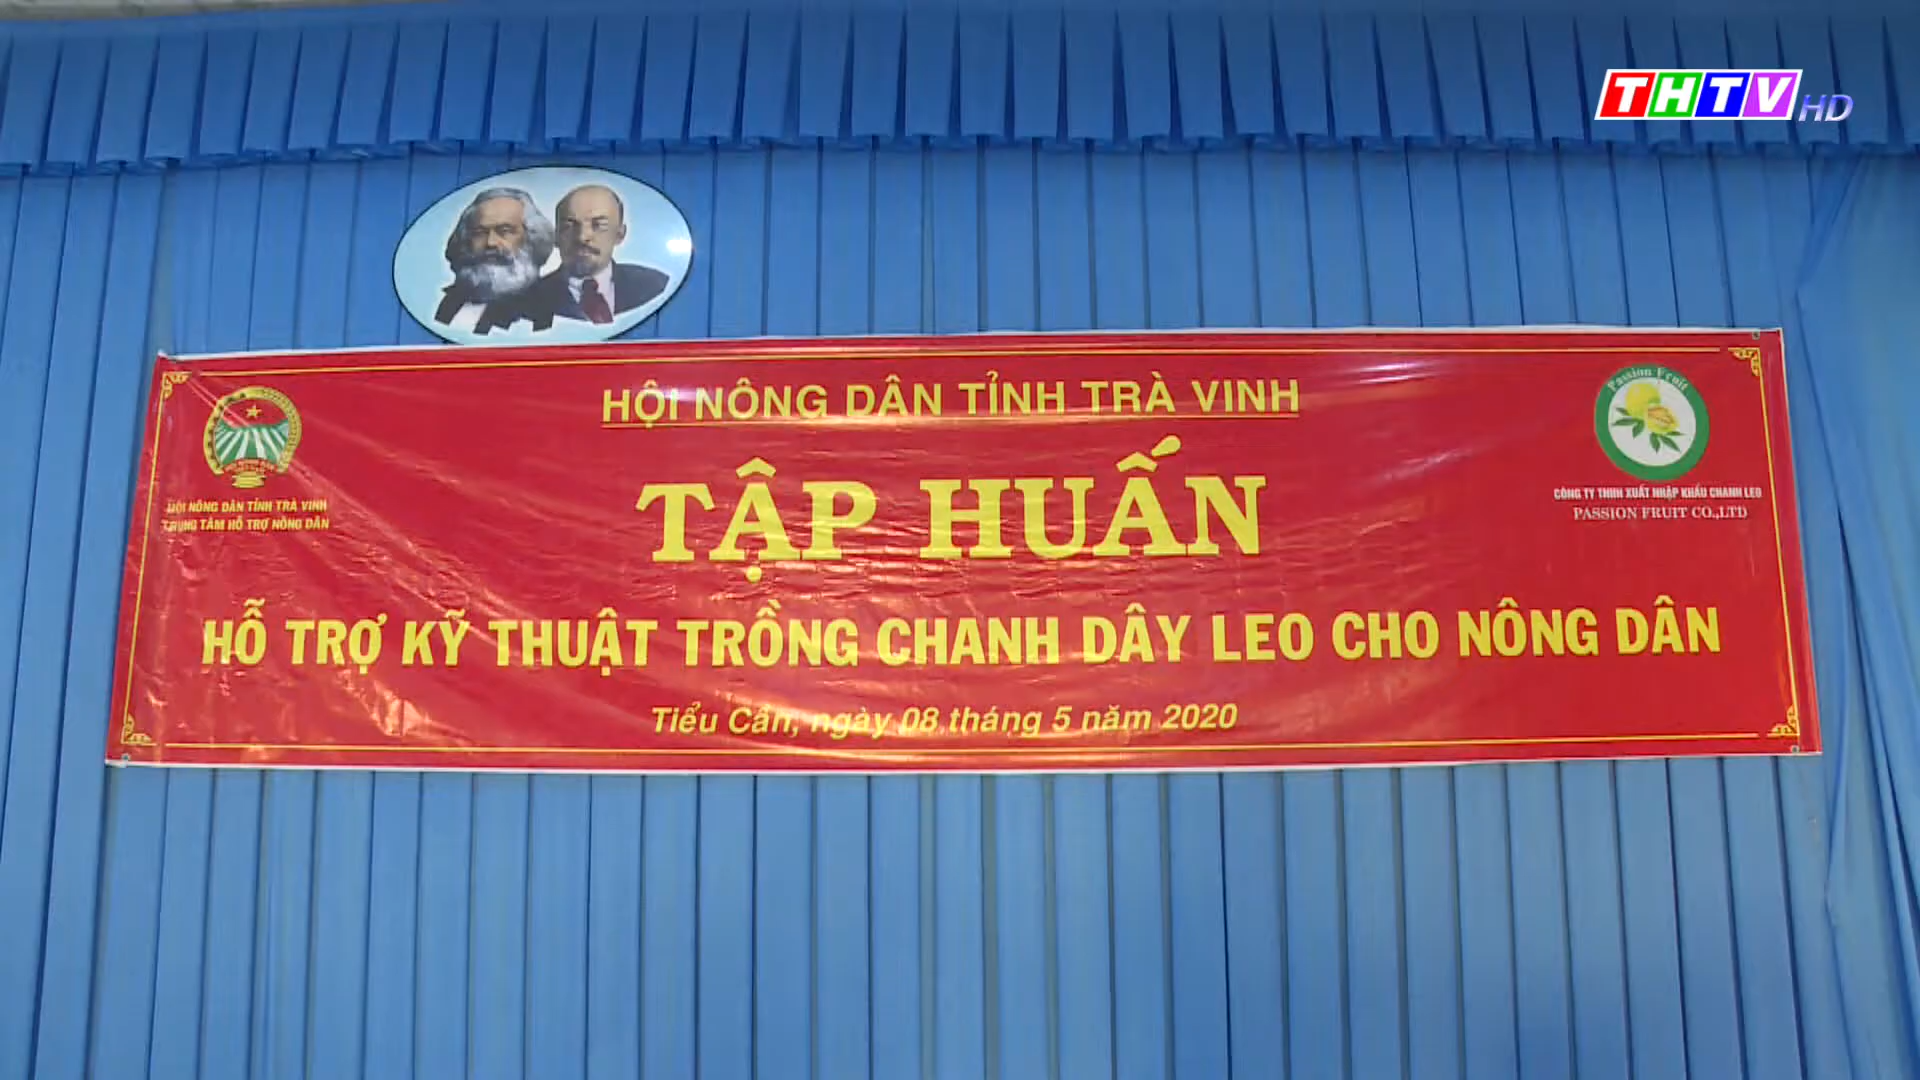 THTV HD
HỘI NÔNG DÂN TỈNH TRÀ VINH
Passion Fruit
TẬP HUẤN
HỘI NÔNG DÂN TỈNH TRÀ VINH
TRUNG TÂM HỖ TRỢ NÔNG DÂN
CÔNG TY TNHH XUẤT NHẬP KHẨU CHANH LEO
PASSION FRUIT CO.,LTD
HỖ TRỢ KỸ THUẬT TRỒNG CHANH DÂY LEO CHO NÔNG DÂN
Tiểu Cần, ngày 08 tháng 5 năm 2020